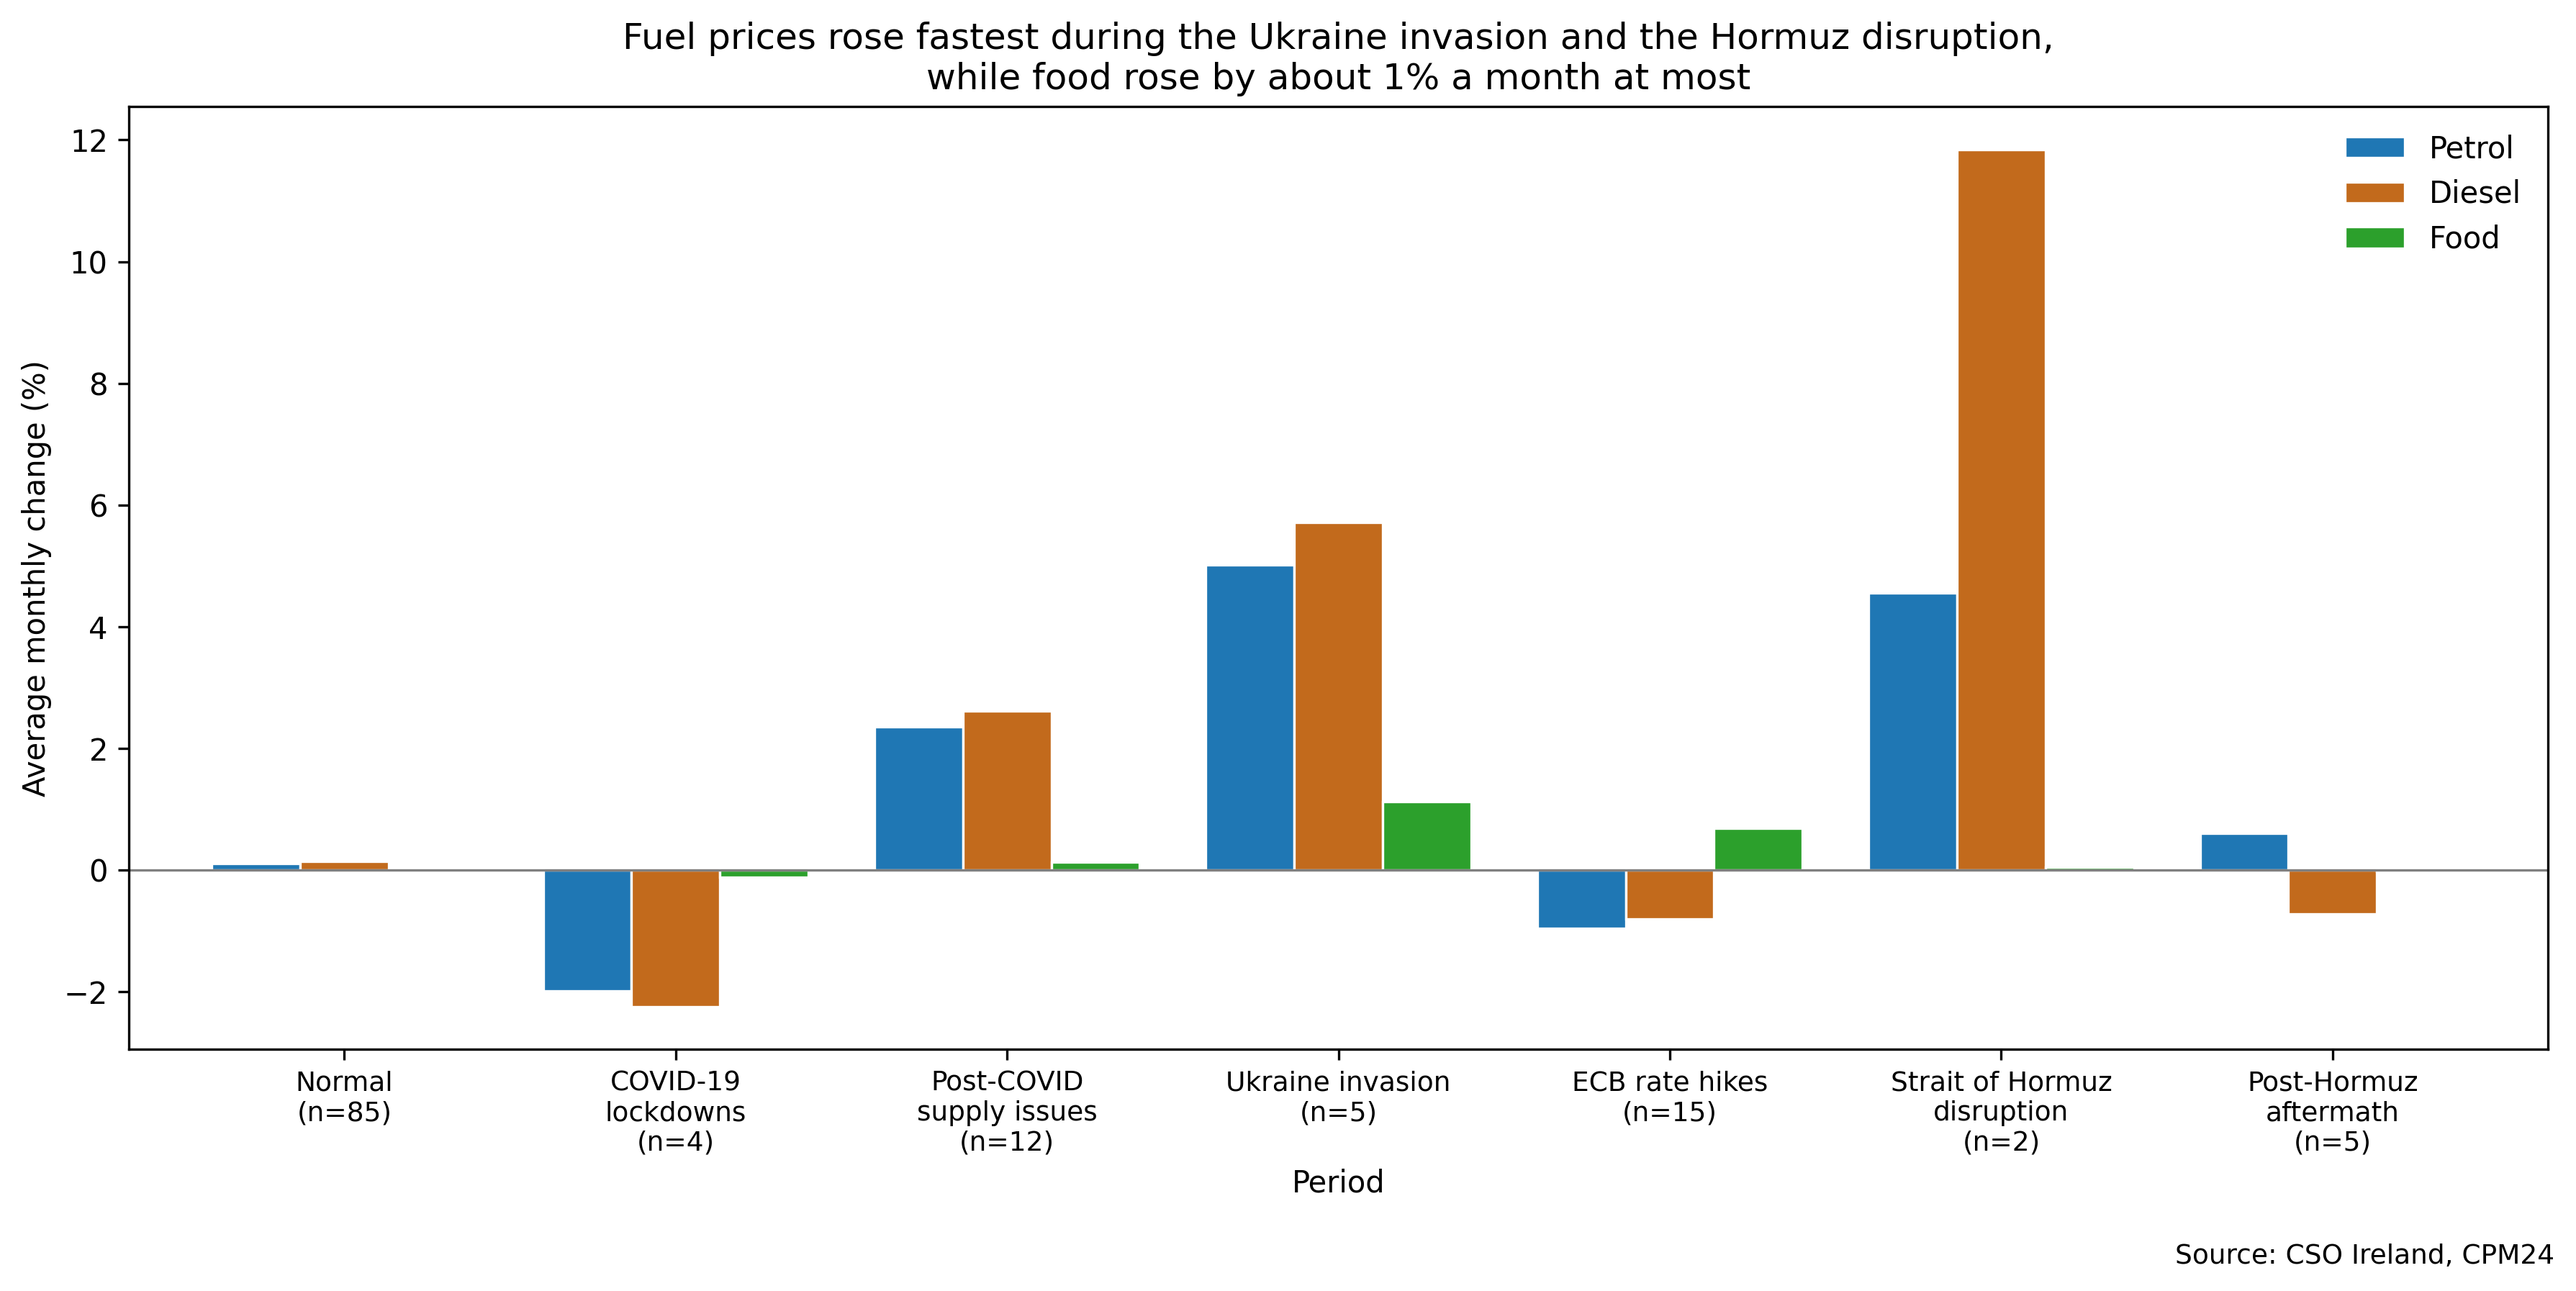 Fuel prices rose fastest during the Ukraine invasion and the Hormuz disruption,
while food rose by about 1% a month at most
Average monthly change (%)
12
10
8
6
4
2
0
−2
Petrol
Diesel
Food
Normal
(n=85)
COVID-19
lockdowns
(n=4)
Post-COVID
supply issues
(n=12)
Ukraine invasion
(n=5)
ECB rate hikes
(n=15)
Strait of Hormuz
disruption
(n=2)
Post-Hormuz
aftermath
(n=5)
Period
Source: CSO Ireland, CPM24